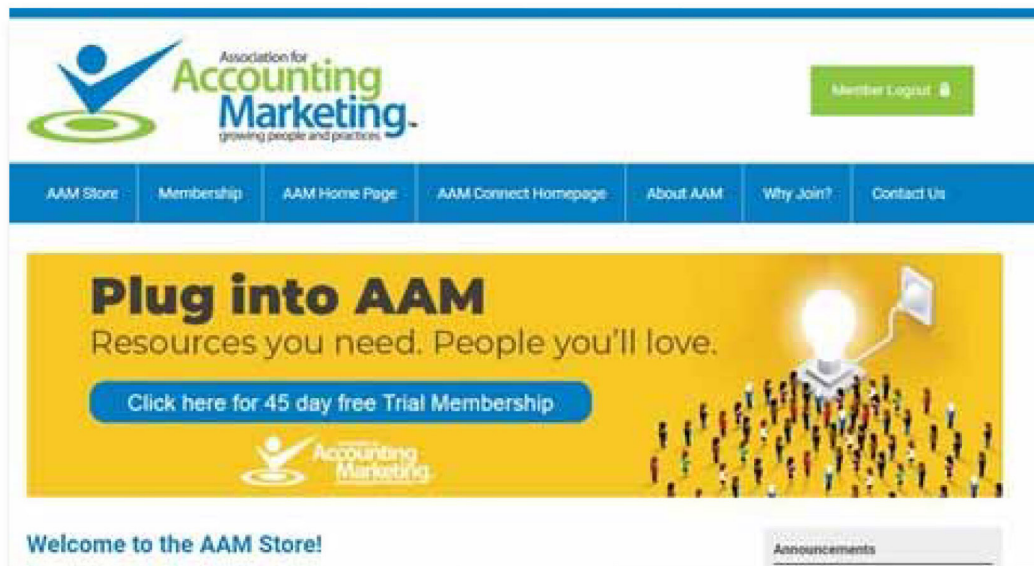 Association for
Accounting
Marketing™
growing people and practices
Member Logout
AAM Store
Membership
AAM Home Page
AAM Connect Homepage
About AAM
Why Join?
Contact Us
Plug into AAM
Resources you need. People you'll love.
Click here for 45 day free Trial Membership
Accounting
Marketing
Welcome to the AAM Store!
Announcements